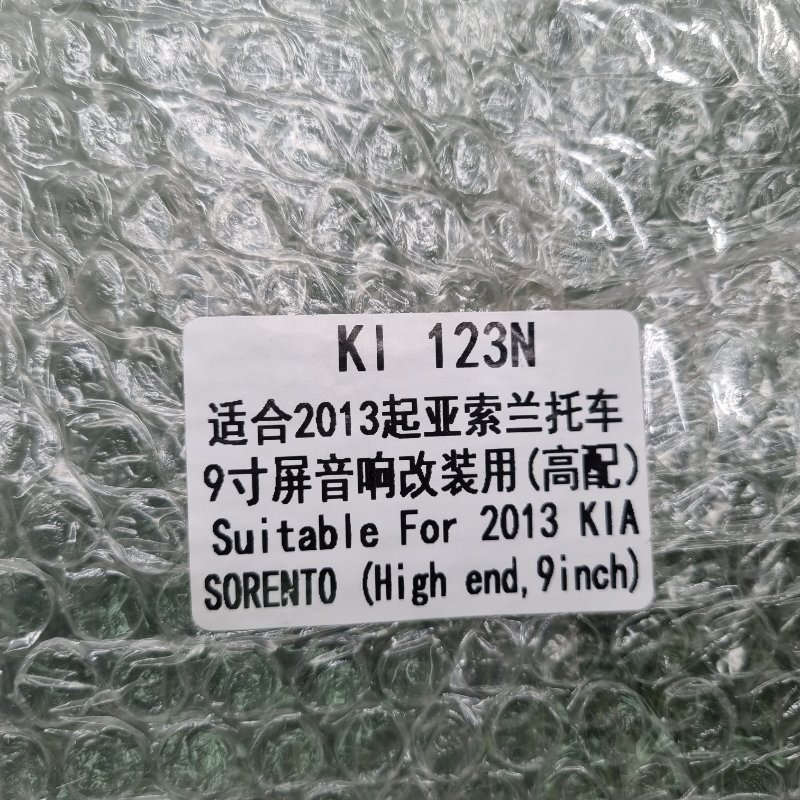 KI 123N
适合2013起亚索兰托车
9寸屏音响改装用(高配)
Suitable For 2013 KIA
SORENTO (High end,9inch)